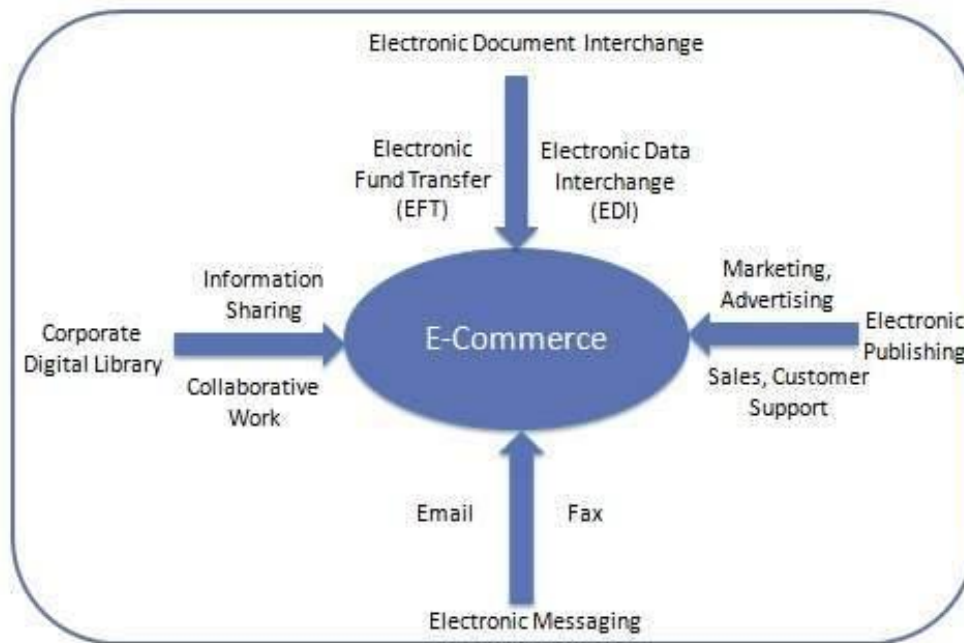 Electronic Document Interchange
Electronic
Fund Transfer
(EFT)
Electronic Data
Interchange
(EDI)
Information
Sharing
Corporate
Digital Library
Collaborative
Work
E-Commerce
Marketing,
Advertising
Electronic
Publishing
Sales, Customer
Support
Email
Fax
Electronic Messaging